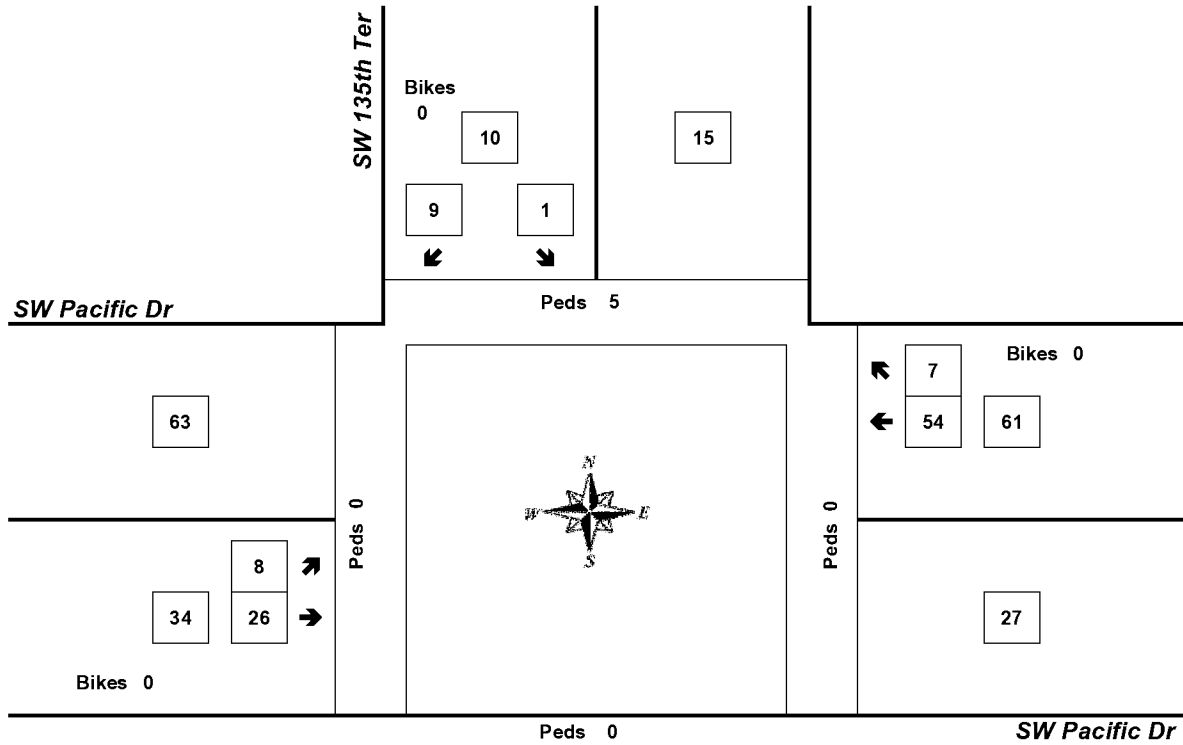 SW 135th Ter
Bikes
0
10
15
9
1
Peds 5
SW Pacific Dr
Bikes 0
7
63
54
61
N
W
E
S
Peds 0
Peds 0
8
34
26
27
Bikes 0
Peds 0
SW Pacific Dr